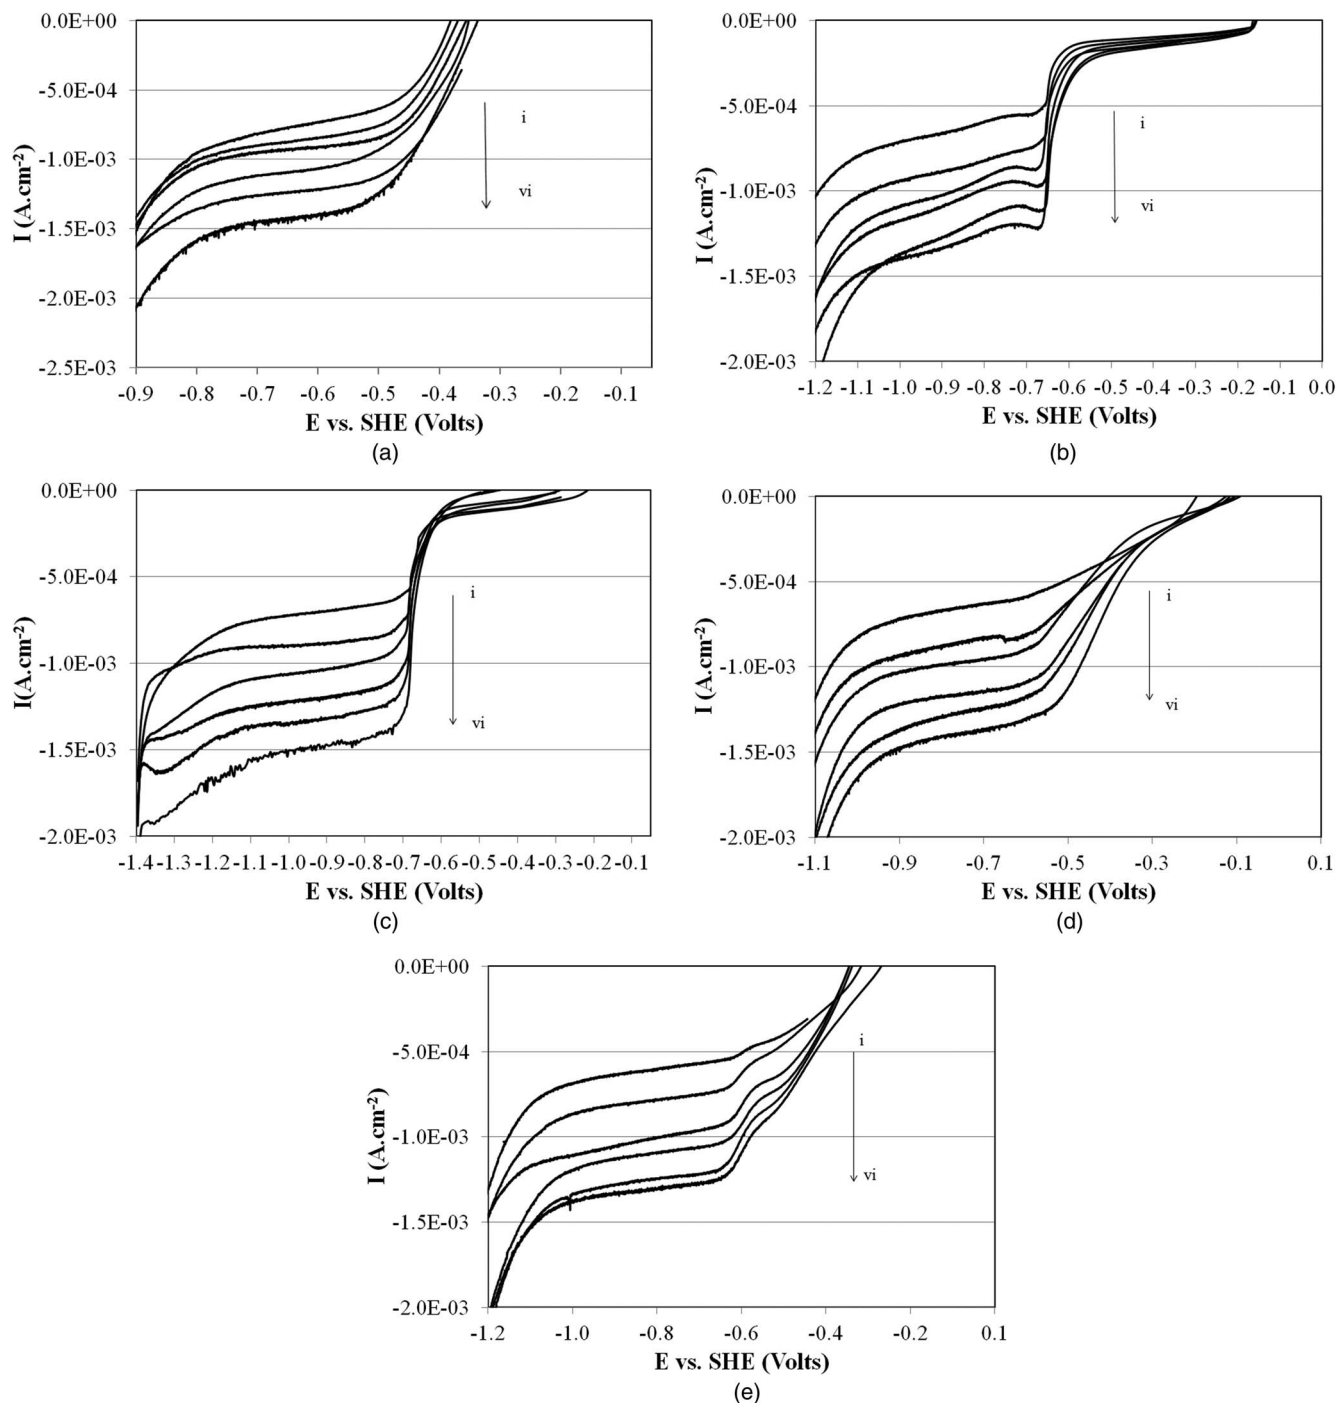 0.0E+00
-5.0E-04
-1.0E-03
-1.5E-03
-2.0E-03
-2.5E-03
I (A.cm-2)
i
vi
-0.9 -0.8 -0.7 -0.6 -0.5 -0.4 -0.3 -0.2 -0.1
E vs. SHE (Volts)
(a)
0.0E+00
-5.0E-04
-1.0E-03
-1.5E-03
-2.0E-03
I (A.cm-2)
i
vi
-1.2 -1.1 -1.0 -0.9 -0.8 -0.7 -0.6 -0.5 -0.4 -0.3 -0.2 -0.1 0.0
E vs. SHE (Volts)
(b)
0.0E+00
-5.0E-04
-1.0E-03
-1.5E-03
-2.0E-03
I(A.cm-2)
i
vi
-1.4 -1.3 -1.2 -1.1 -1.0 -0.9 -0.8 -0.7 -0.6 -0.5 -0.4 -0.3 -0.2 -0.1
E vs. SHE (Volts)
(c)
0.0E+00
-5.0E-04
-1.0E-03
-1.5E-03
-2.0E-03
I (A.cm-2)
i
vi
-1.1 -0.9 -0.7 -0.5 -0.3 -0.1 0.1
E vs. SHE (Volts)
(d)
0.0E+00
-5.0E-04
-1.0E-03
-1.5E-03
-2.0E-03
I (A.cm-2)
i
vi
-1.2 -1.0 -0.8 -0.6 -0.4 -0.2 0.1
E vs. SHE (Volts)
(e)